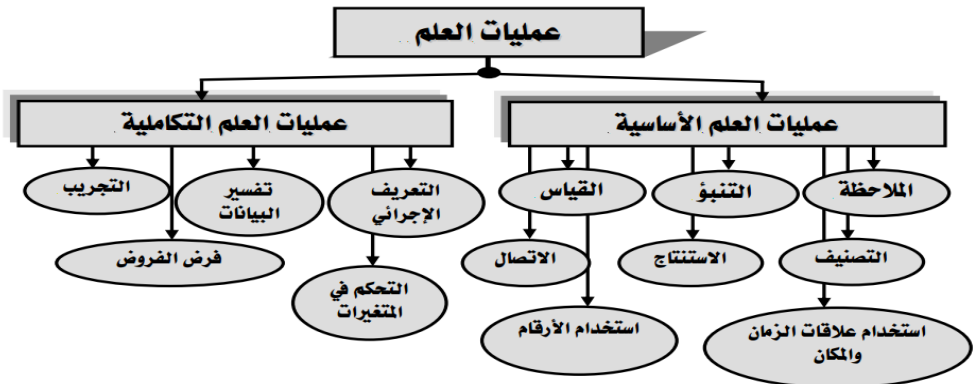 عمليات العلم
عمليات العلم الأساسية
عمليات العلم التكاملية
الملاحظة
التنبؤ
القياس
التعريف
الإجرائي
تفسير
البيانات
التجريب
التصنيف
الاستنتاج
الاتصال
فرض الفروض
التحكم في
المتغيرات
استخدام علاقات الزمان
والمكان
استخدام الأرقام